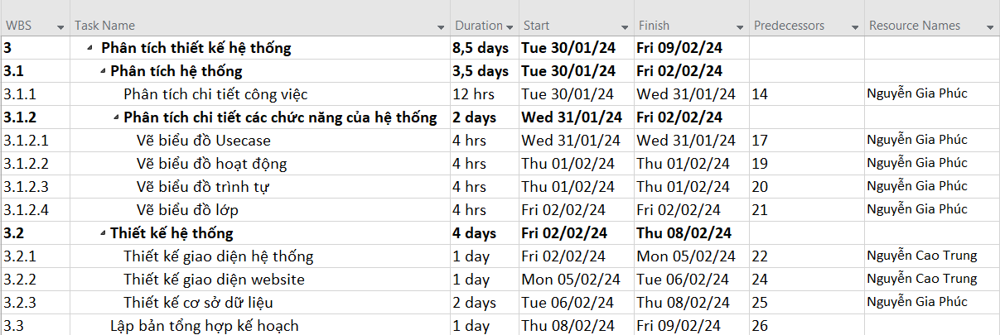 WBS Task Name Duration Start Finish Predecessors Resource Names
3 Phân tích thiết kế hệ thống 8,5 days Tue 30/01/24 Fri 09/02/24
3.1 Phân tích hệ thống 3,5 days Tue 30/01/24 Fri 02/02/24
3.1.1 Phân tích chi tiết công việc 12 hrs Tue 30/01/24 Wed 31/01/24 14 Nguyễn Gia Phúc
3.1.2 Phân tích chi tiết các chức năng của hệ thống 2 days Wed 31/01/24 Fri 02/02/24
3.1.2.1 Vẽ biểu đồ Usecase 4 hrs Wed 31/01/24 Wed 31/01/24 17 Nguyễn Gia Phúc
3.1.2.2 Vẽ biểu đồ hoạt động 4 hrs Thu 01/02/24 Thu 01/02/24 19 Nguyễn Gia Phúc
3.1.2.3 Vẽ biểu đồ trình tự 4 hrs Thu 01/02/24 Thu 01/02/24 20 Nguyễn Gia Phúc
3.1.2.4 Vẽ biểu đồ lớp 4 hrs Fri 02/02/24 Fri 02/02/24 21 Nguyễn Gia Phúc
3.2 Thiết kế hệ thống 4 days Fri 02/02/24 Thu 08/02/24
3.2.1 Thiết kế giao diện hệ thống 1 day Fri 02/02/24 Mon 05/02/24 22 Nguyễn Cao Trung
3.2.2 Thiết kế giao diện website 1 day Mon 05/02/24 Tue 06/02/24 24 Nguyễn Cao Trung
3.2.3 Thiết kế cơ sở dữ liệu 2 days Tue 06/02/24 Thu 08/02/24 25 Nguyễn Gia Phúc
3.3 Lập bản tổng hợp kế hoạch 1 day Thu 08/02/24 Fri 09/02/24 26